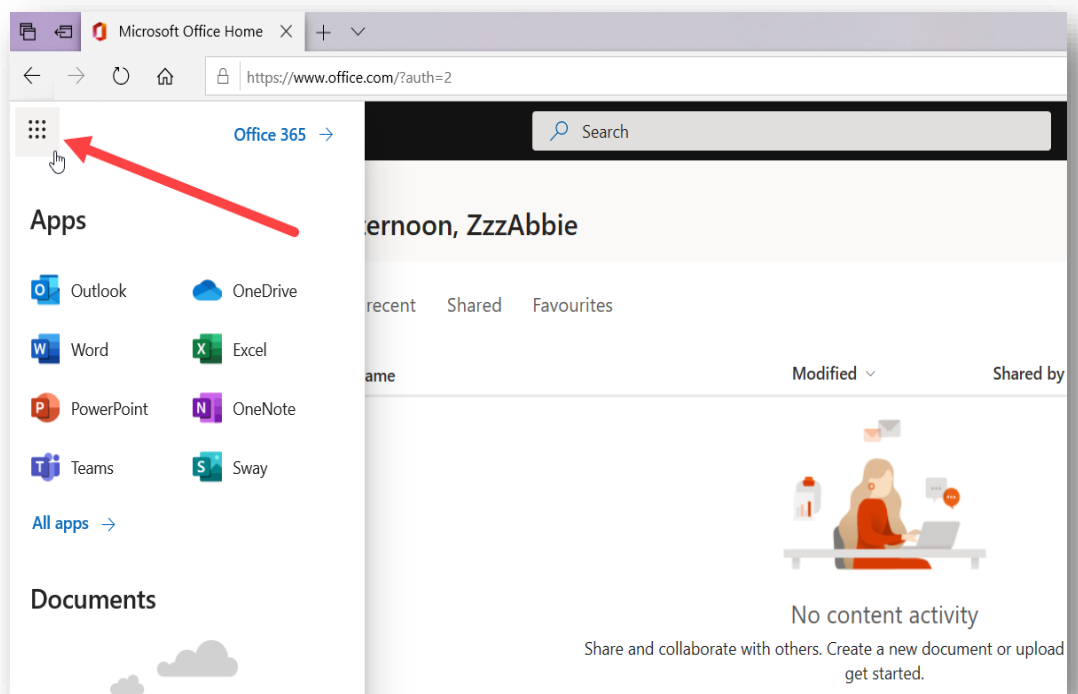 Microsoft Office Home
https://www.office.com/?auth=2
Office 365
Search
Apps
ernoon, ZzzAbbie
Outlook
OneDrive
recent
Shared
Favourites
Word
Excel
ame
Modified
Shared by
PowerPoint
OneNote
Teams
Sway
All apps
Documents
No content activity
Share and collaborate with others. Create a new document or upload
get started.